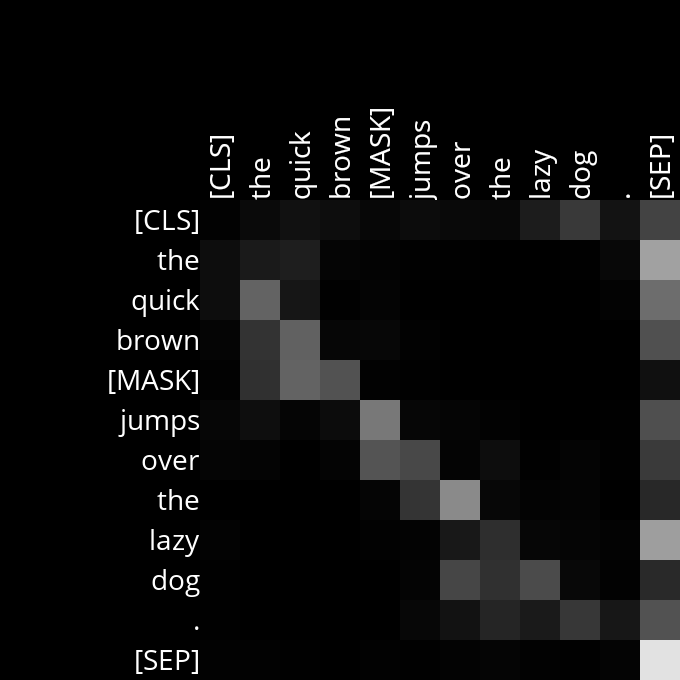 [CLS] the quick brown [MASK] jumps over the lazy dog . [SEP]
[CLS]
the
quick
brown
[MASK]
jumps
over
the
lazy
dog
.
[SEP]